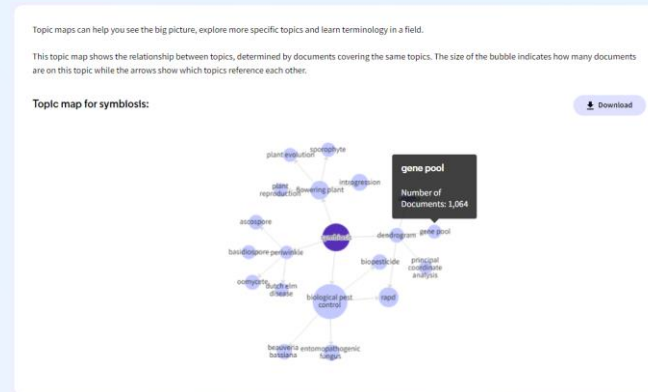 Topic maps can help you see the big picture, explore more specific topics and learn terminology in a field.
This topic map shows the relationship between topics, determined by documents covering the same topics. The size of the bubble indicates how many documents
are on this topic while the arrows show which topics reference each other.
Topic map for symbiosis:
Download
sporophyte
plant evolution
gene pool
Number of
Documents: 1,064
introgression
plant
reproduction
flowering plant
ascospore
symbiosis
dendrogram
gene pool
basidiospore
periwinkle
biopesticide
principal
coordinate
analysis
oomycete
dutch elm
disease
biological pest
control
rapd
beauveria
bassiana
entomopathogenic
fungus